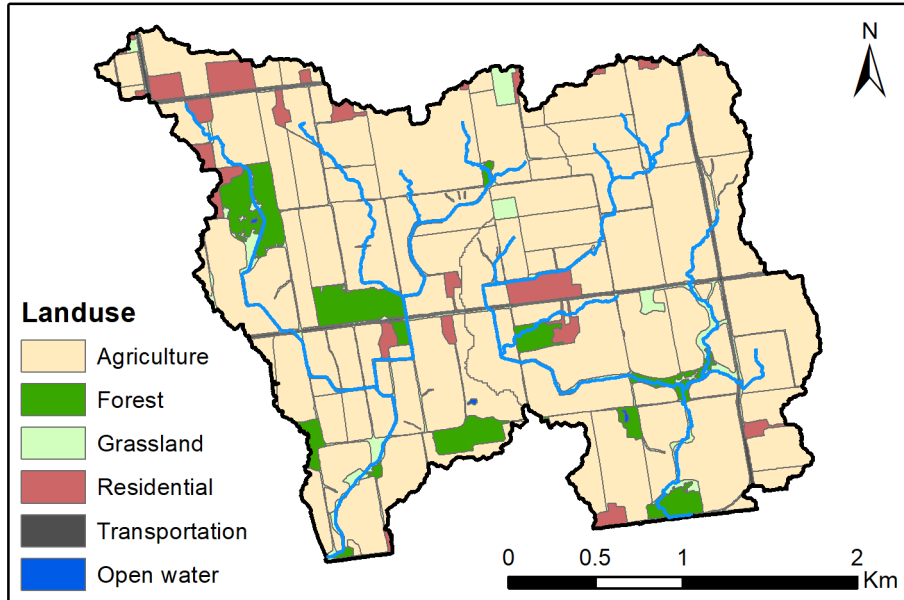 N
Landuse
Agriculture
Forest
Grassland
Residential
Transportation
Open water
0 0.5 1 2
Km